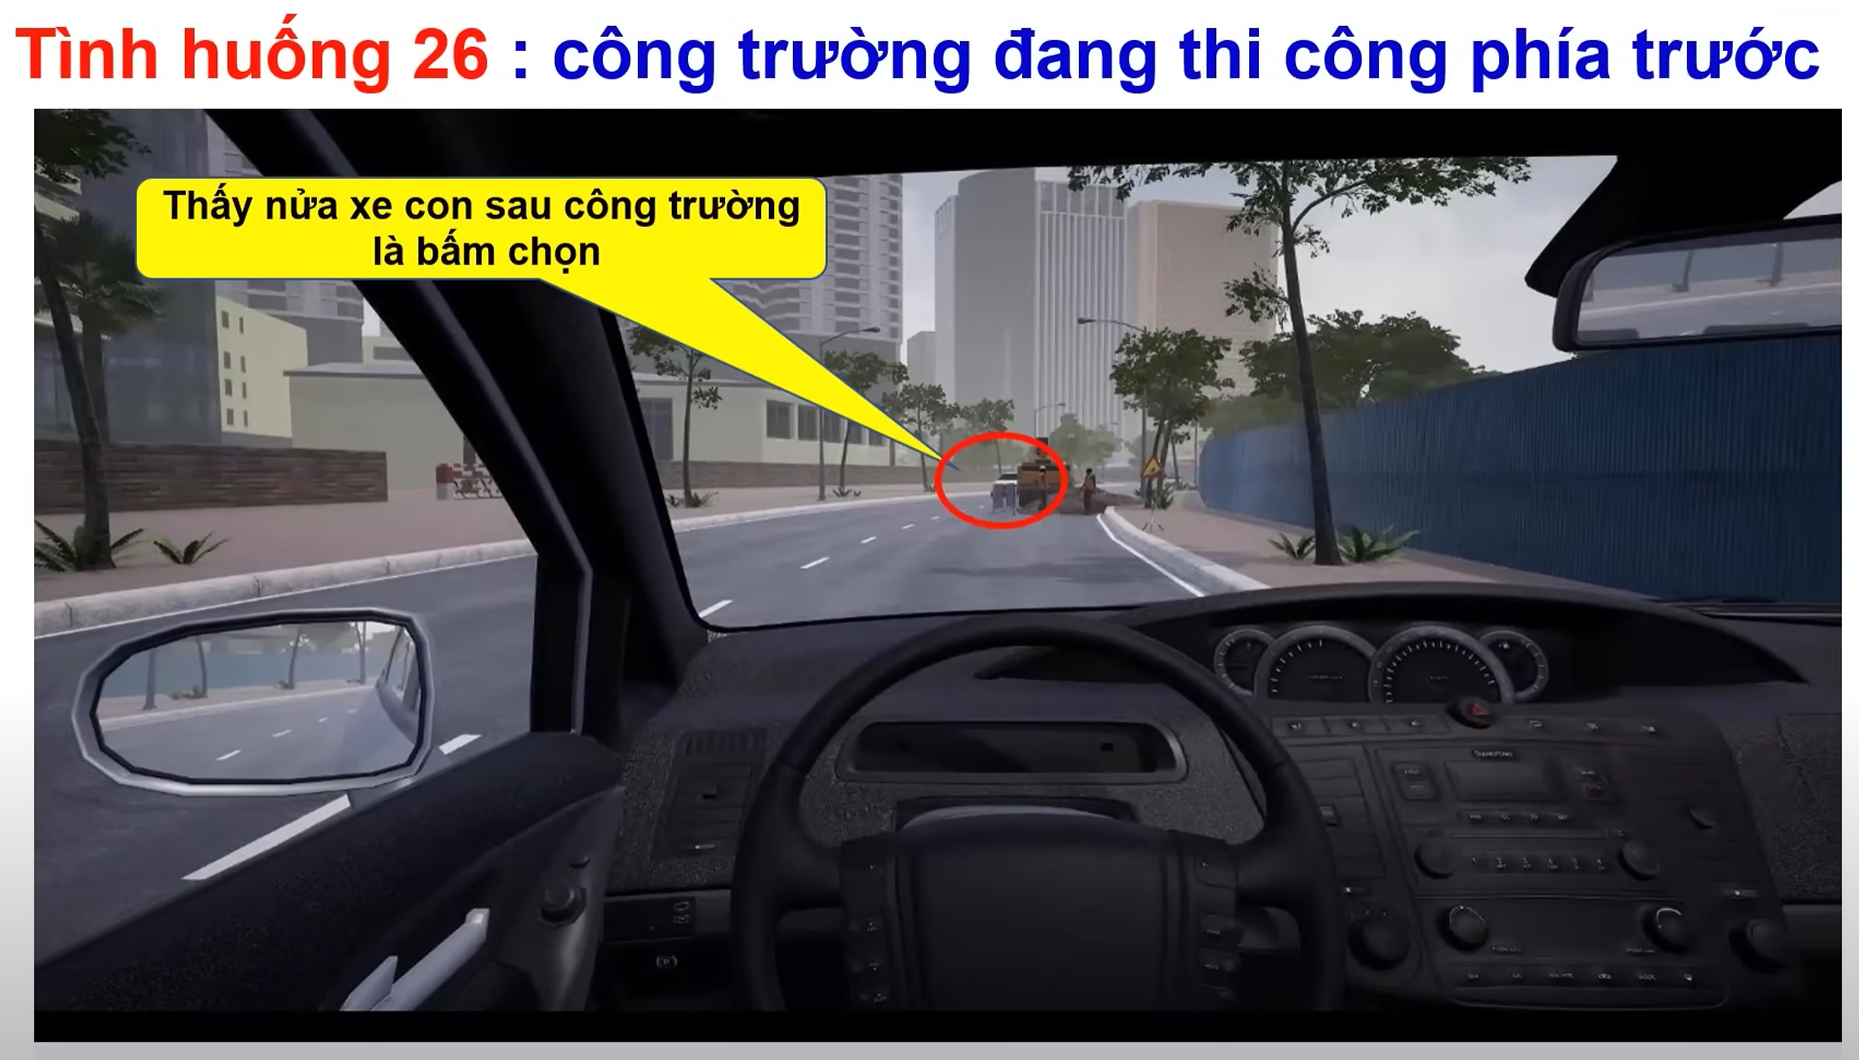 Tình huống 26 : công trường đang thi công phía trước
Thấy nửa xe con sau công trường
là bấm chọn